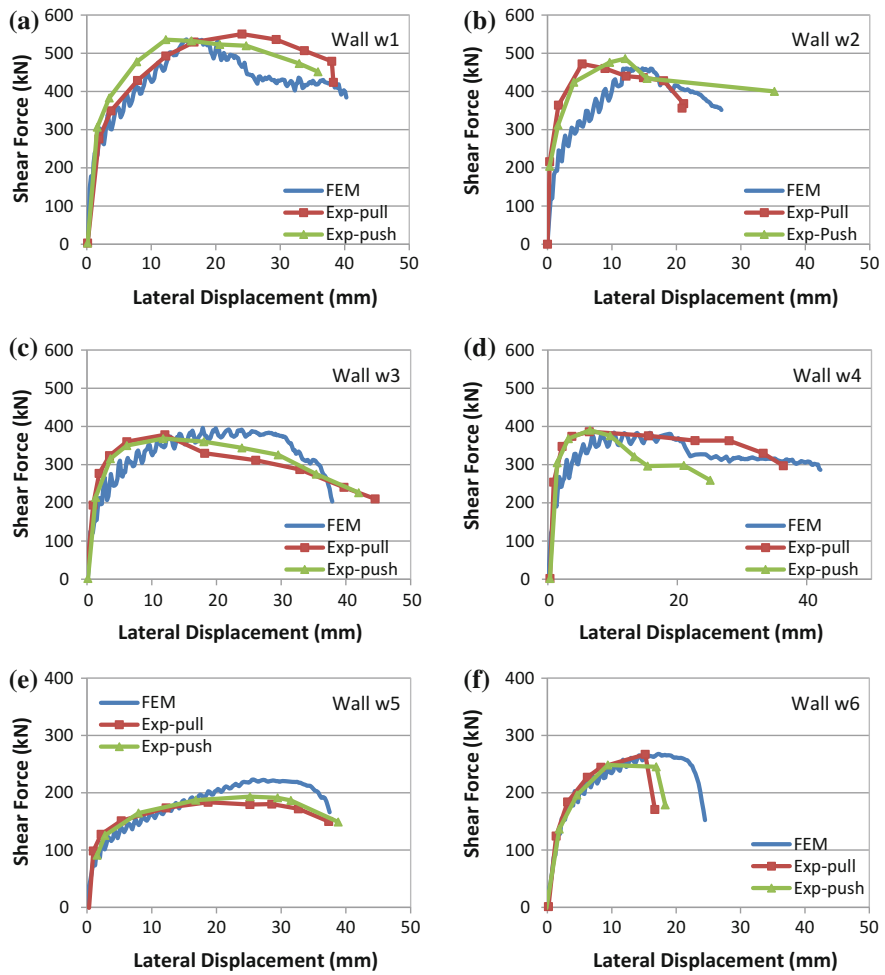 (a)
Shear Force (kN)
600
500
400
300
200
100
0
Wall w1
FEM
Exp-pull
Exp-push
0 10 20 30 40 50
Lateral Displacement (mm)
(b)
Shear Force (kN)
600
500
400
300
200
100
0
Wall w2
FEM
Exp-Pull
Exp-Push
0 10 20 30 40 50
Lateral Displacement (mm)
(c)
Shear Force (kN)
600
500
400
300
200
100
0
Wall w3
FEM
Exp-pull
Exp-push
0 10 20 30 40 50
Lateral Displacement (mm)
(d)
Shear Force (kN)
600
500
400
300
200
100
0
Wall w4
FEM
Exp-pull
Exp-push
0 20 40
Lateral Displacement (mm)
(e)
Shear Force (kN)
400
300
200
100
0
Wall w5
FEM
Exp-pull
Exp-push
0 10 20 30 40 50
Lateral Displacement (mm)
(f)
Shear Force (kN)
400
300
200
100
0
Wall w6
FEM
Exp-pull
Exp-push
0 10 20 30 40 50
Lateral Displacement (mm)